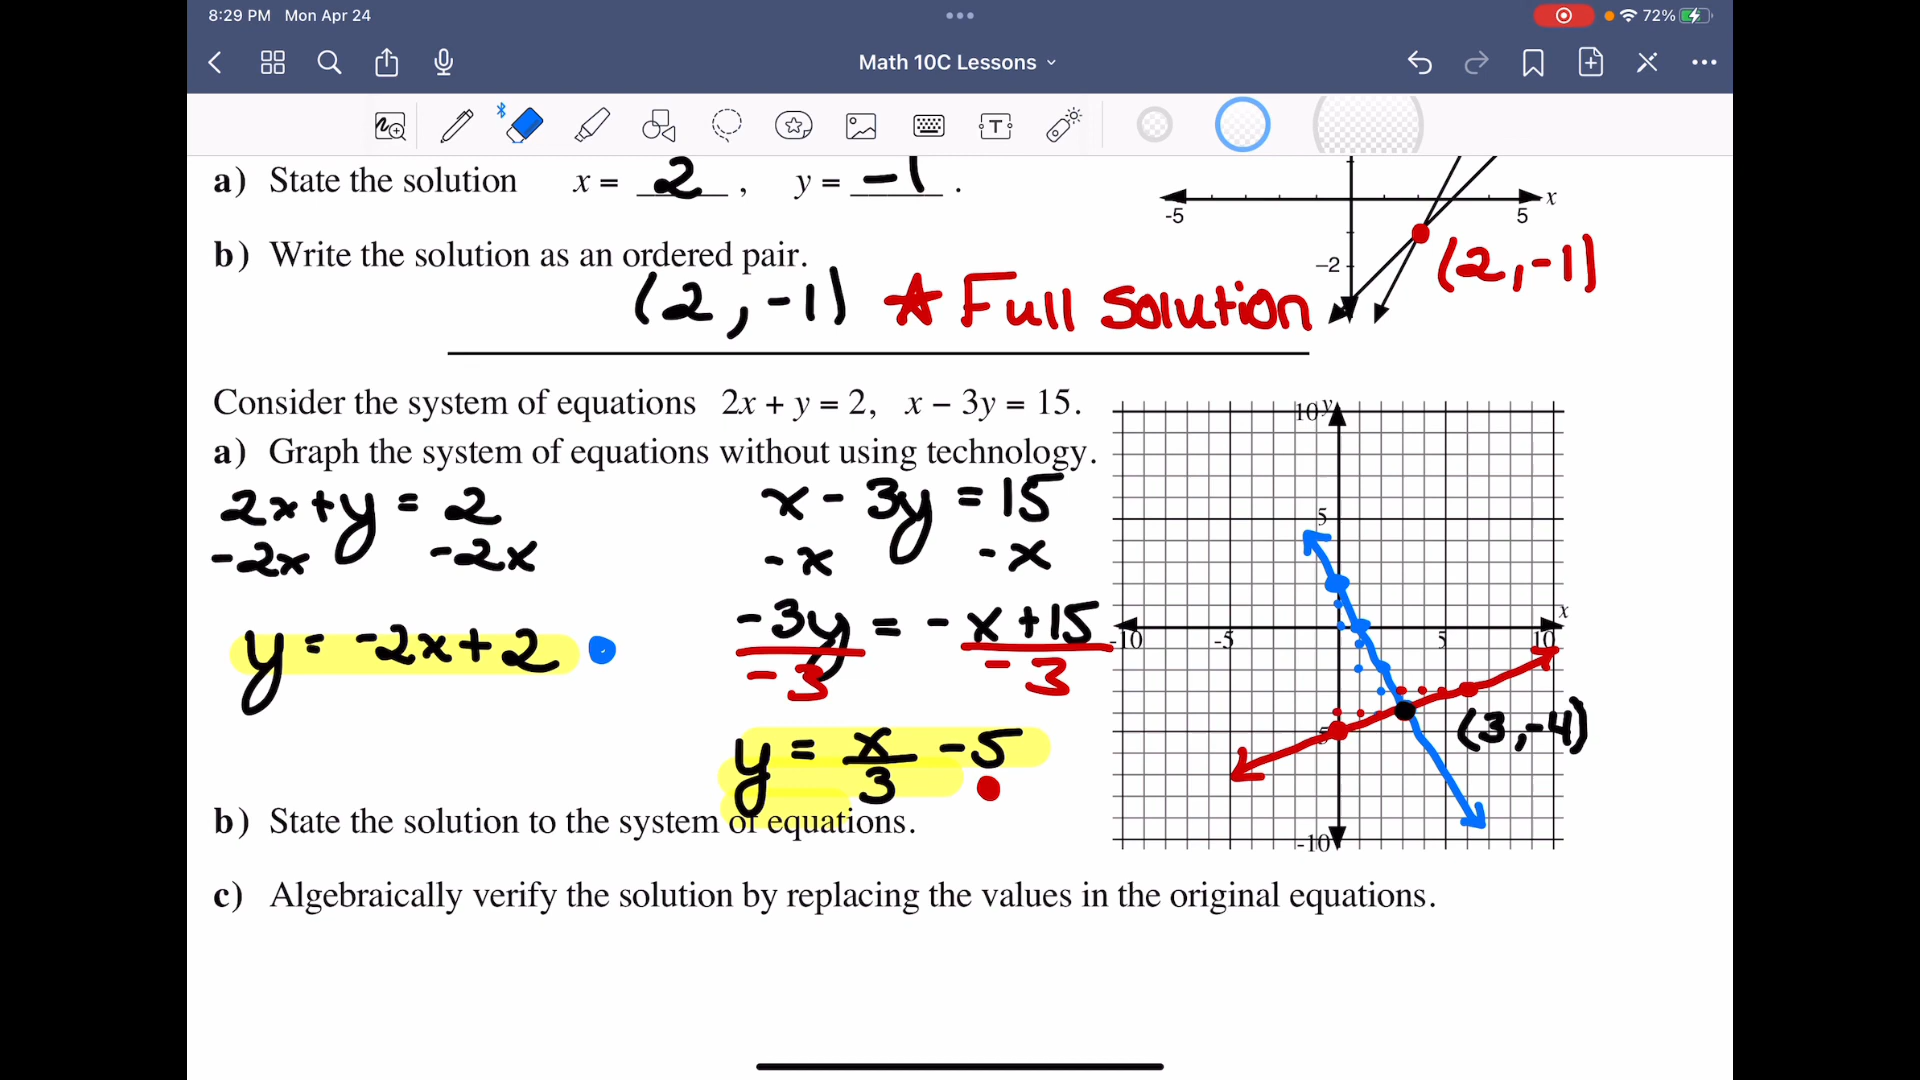 8:29 PM Mon Apr 24
72%
Math 10C Lessons
T
a) State the solution x = 2 , y = -1 .
b) Write the solution as an ordered pair.
(2, -1) ★ Full Solution
-5 5 x
-2
(2, -1)
Consider the system of equations 2x + y = 2, x - 3y = 15.
a) Graph the system of equations without using technology.
2x + y = 2
-2x -2x
y = -2x + 2
x - 3y = 15
-x -x
-3y = -x + 15
-3 -3
y = x/3 - 5
10 y
5
-10 -5 5 10 x
-5
-10
(3, -4)
b) State the solution to the system of equations.
c) Algebraically verify the solution by replacing the values in the original equations.